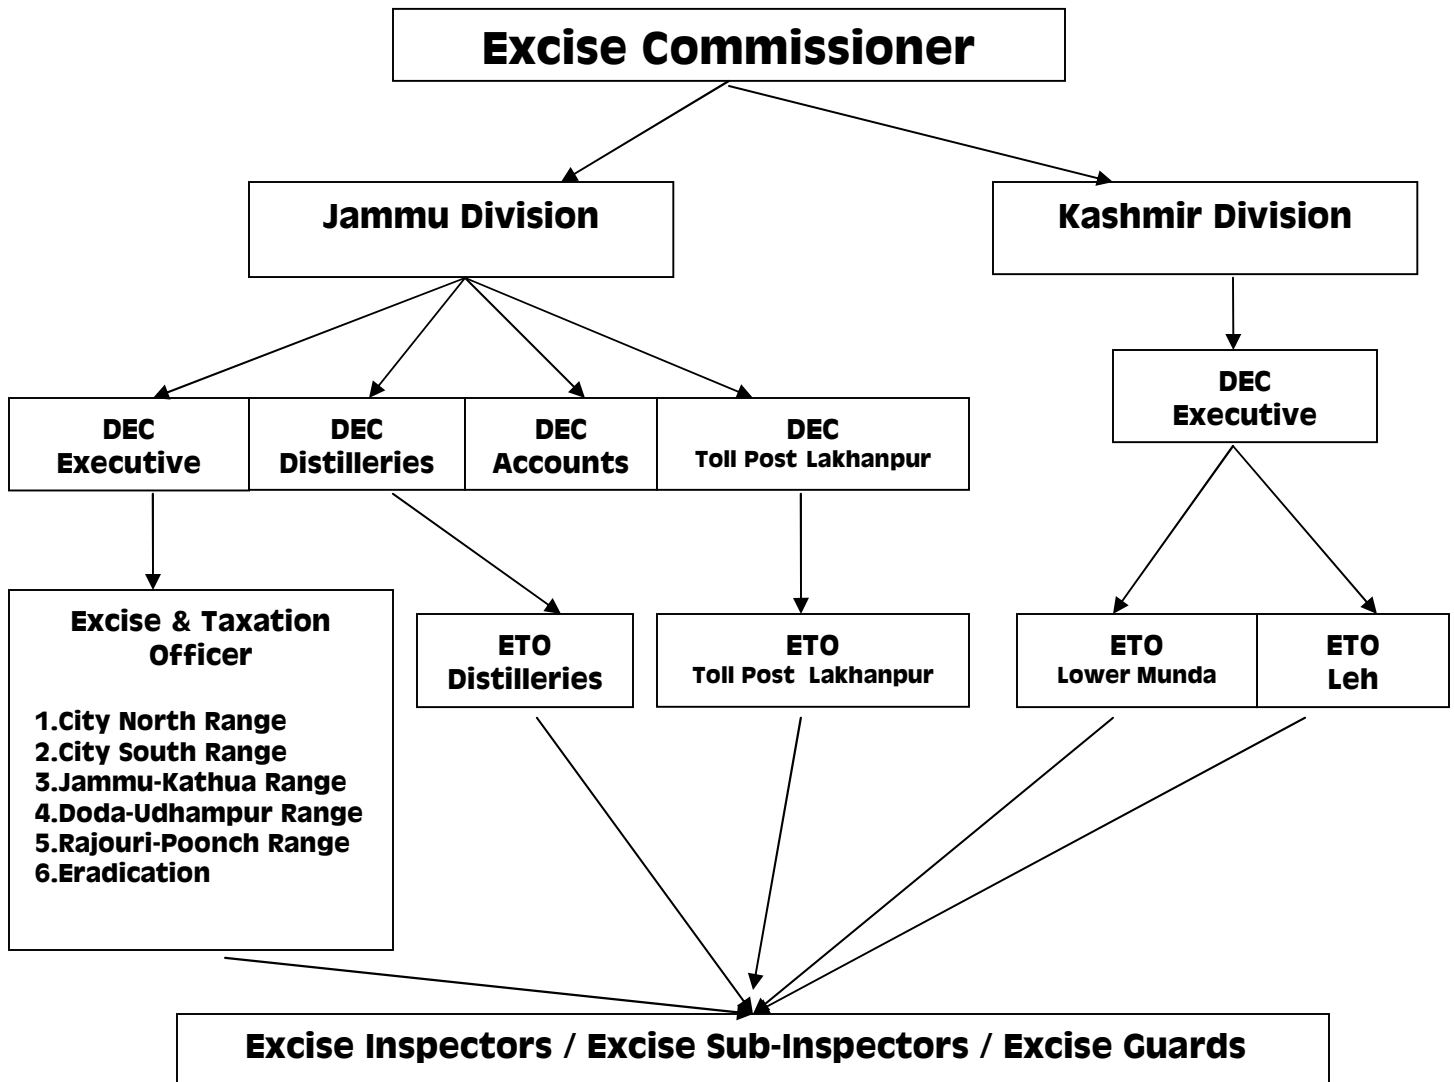 Excise Commissioner
Jammu Division
Kashmir Division
DEC
Executive
DEC
Distilleries
DEC
Accounts
DEC
Toll Post Lakhanpur
DEC
Executive
Excise & Taxation
Officer
1.City North Range
2.City South Range
3.Jammu-Kathua Range
4.Doda-Udhampur Range
5.Rajouri-Poonch Range
6.Eradication
ETO
Distilleries
ETO
Toll Post Lakhanpur
ETO
Lower Munda
ETO
Leh
Excise Inspectors / Excise Sub-Inspectors / Excise Guards